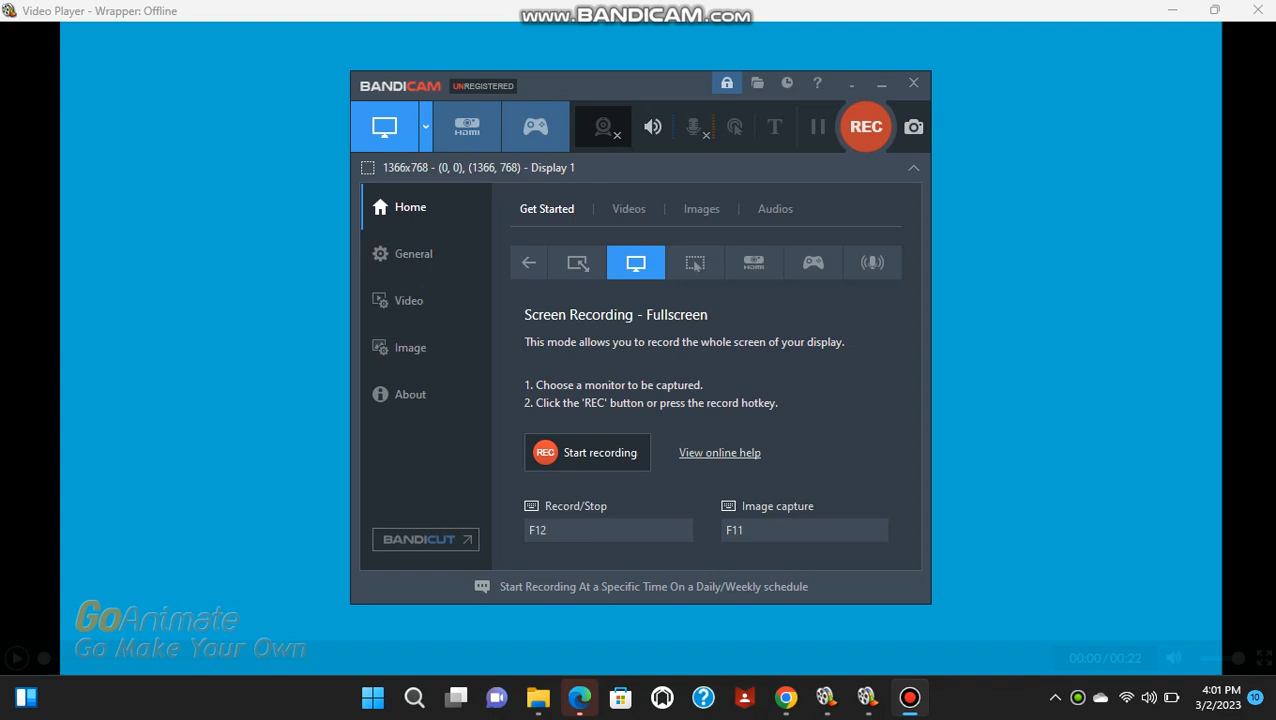 Video Player - Wrapper: Offline
www.BANDICAM.com
BANDICAM UNREGISTERED
?
HDMI
T
REC
1366x768 - (0, 0), (1366, 768) - Display 1
Home
General
Video
Image
About
BANDICUT
Get Started
Videos
Images
Audios
HDMI
Screen Recording - Fullscreen
This mode allows you to record the whole screen of your display.
1. Choose a monitor to be captured.
2. Click the 'REC' button or press the record hotkey.
REC Start recording
View online help
Record/Stop
Image capture
F12
F11
Start Recording At a Specific Time On a Daily/Weekly schedule
GoAnimate
Go Make Your Own
00:00/00:22
4:01 PM
3/2/2023
10